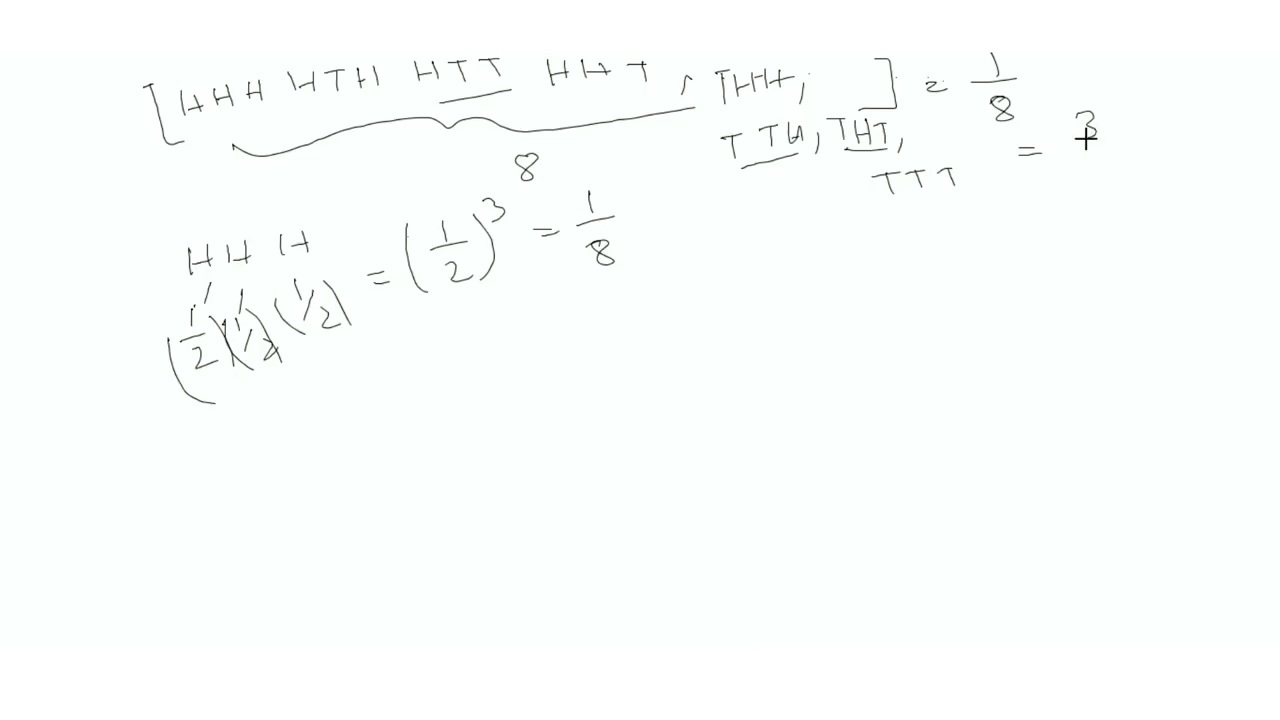 [HHH HTH HTT HHT, THH, ] = 1/8
TTH, THT, = 3
TTT
8
HHH
(1/2)(1/2)(1/2) = (1/2)^3 = 1/8